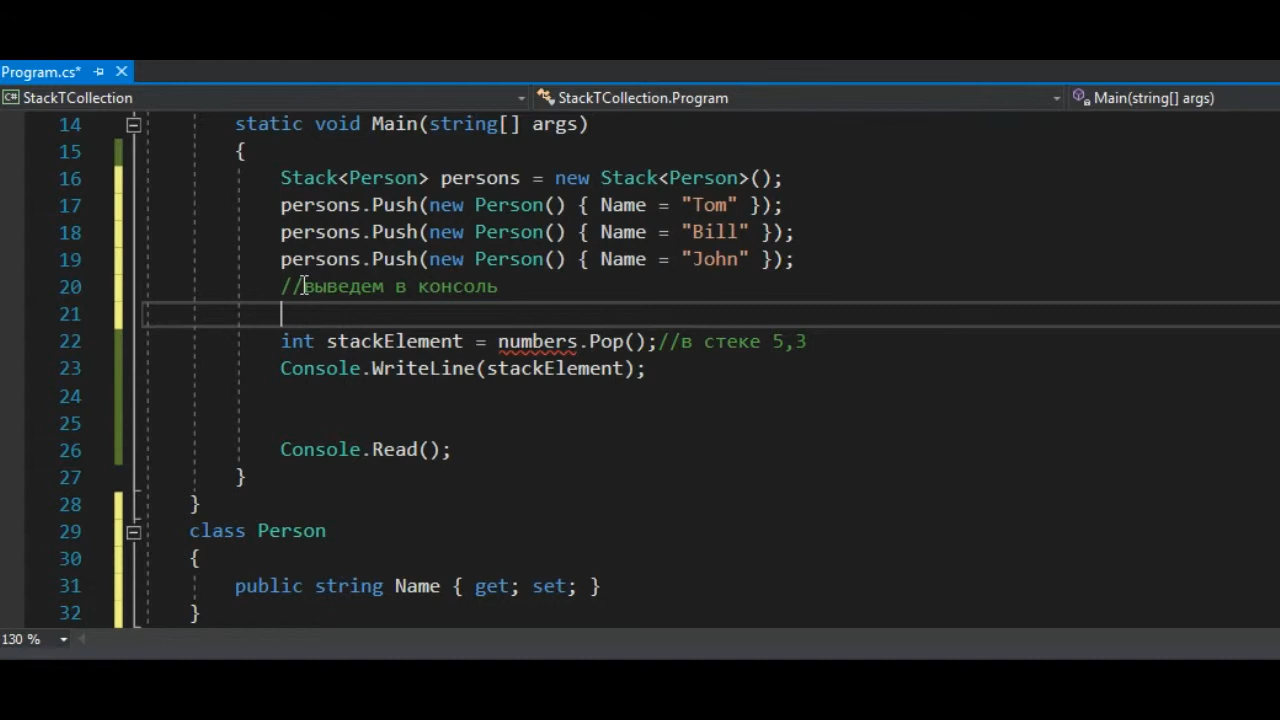 Program.cs*
C# StackTCollection StackTCollection.Program Main(string[] args)
14 static void Main(string[] args)
15 {
16 Stack<Person> persons = new Stack<Person>();
17 persons.Push(new Person() { Name = "Tom" });
18 persons.Push(new Person() { Name = "Bill" });
19 persons.Push(new Person() { Name = "John" });
20 //выведем в консоль
21
22 int stackElement = numbers.Pop();//в стеке 5,3
23 Console.WriteLine(stackElement);
24
25
26 Console.Read();
27 }
28 }
29 class Person
30 {
31 public string Name { get; set; }
32 }
130 %